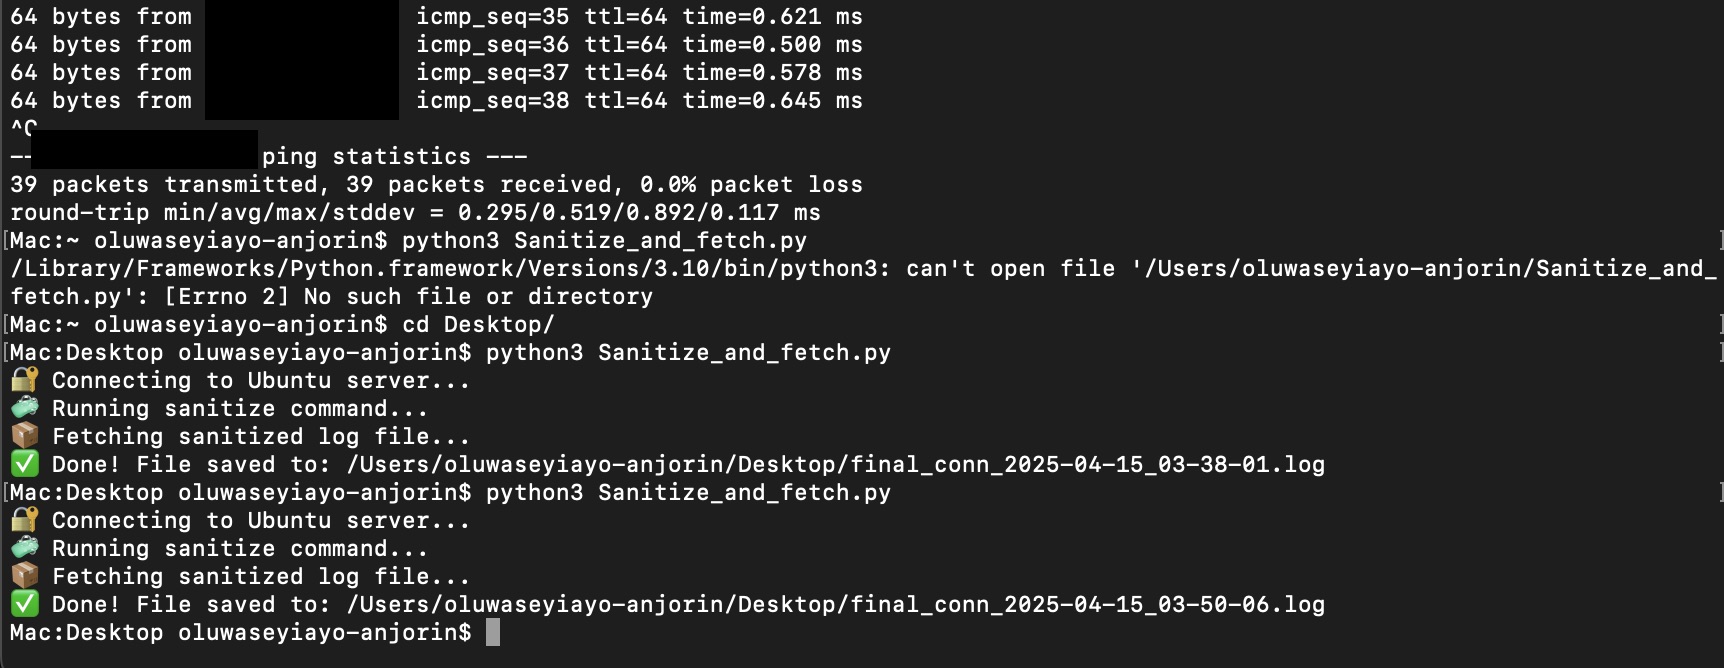 64 bytes from icmp_seq=35 ttl=64 time=0.621 ms
64 bytes from icmp_seq=36 ttl=64 time=0.500 ms
64 bytes from icmp_seq=37 ttl=64 time=0.578 ms
64 bytes from icmp_seq=38 ttl=64 time=0.645 ms
^C
-- ping statistics ---
39 packets transmitted, 39 packets received, 0.0% packet loss
round-trip min/avg/max/stddev = 0.295/0.519/0.892/0.117 ms
[Mac:~ oluwaseyiayo-anjorin$ python3 Sanitize_and_fetch.py ]
/Library/Frameworks/Python.framework/Versions/3.10/bin/python3: can't open file '/Users/oluwaseyiayo-anjorin/Sanitize_and_
fetch.py': [Errno 2] No such file or directory
[Mac:~ oluwaseyiayo-anjorin$ cd Desktop/ ]
[Mac:Desktop oluwaseyiayo-anjorin$ python3 Sanitize_and_fetch.py ]
🔐 Connecting to Ubuntu server...
🧼 Running sanitize command...
📦 Fetching sanitized log file...
✅ Done! File saved to: /Users/oluwaseyiayo-anjorin/Desktop/final_conn_2025-04-15_03-38-01.log
[Mac:Desktop oluwaseyiayo-anjorin$ python3 Sanitize_and_fetch.py ]
🔐 Connecting to Ubuntu server...
🧼 Running sanitize command...
📦 Fetching sanitized log file...
✅ Done! File saved to: /Users/oluwaseyiayo-anjorin/Desktop/final_conn_2025-04-15_03-50-06.log
Mac:Desktop oluwaseyiayo-anjorin$